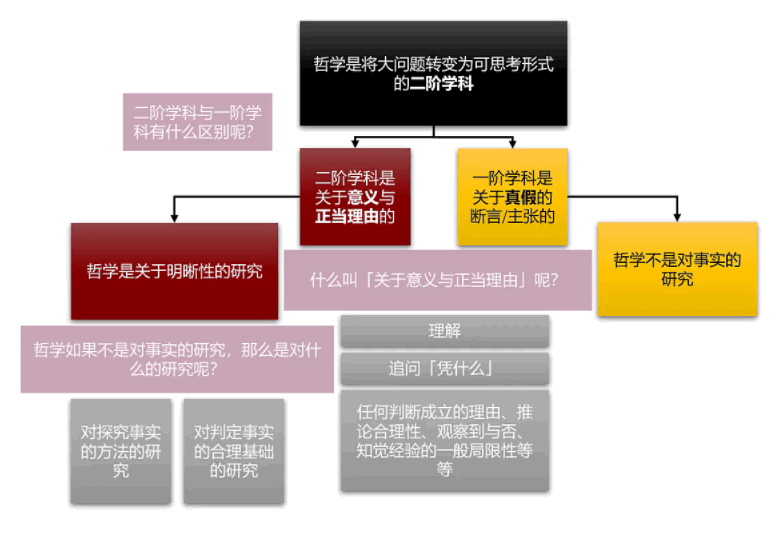 哲学是将大问题转变为可思考形式
的二阶学科
二阶学科与一阶学
科有什么区别呢？
二阶学科是
关于意义与
正当理由的
一阶学科是
关于真假的
断言/主张的
哲学是关于明晰性的研究
哲学不是对事实的
研究
什么叫「关于意义与正当理由」呢？
哲学如果不是对事实的研究，那么是对什
么的研究呢？
理解
追问「凭什么」
任何判断成立的理由、推
论合理性、观察到与否、
知觉经验的一般局限性等
等
对探究事实
的方法的研
究
对判定事实
的合理基础
的研究